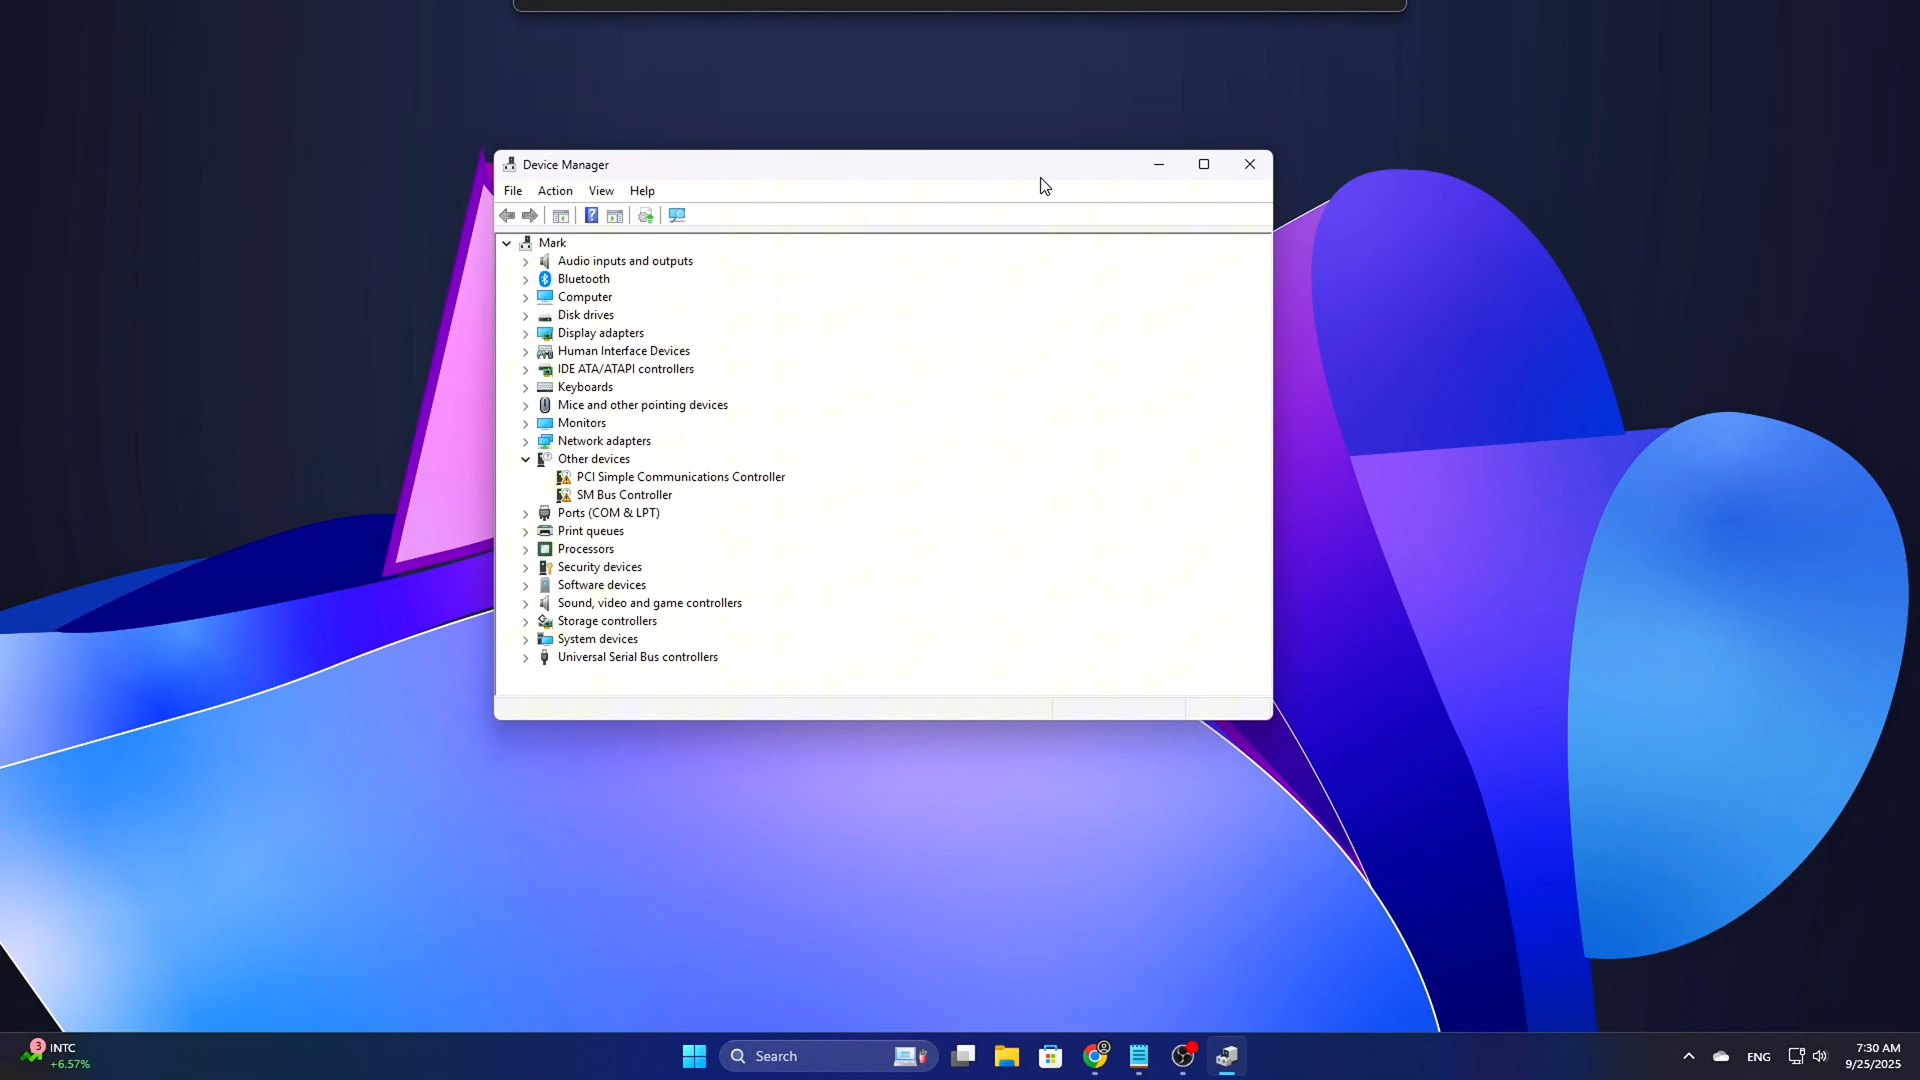 Device Manager
File Action View Help
Mark
Audio inputs and outputs
Bluetooth
Computer
Disk drives
Display adapters
Human Interface Devices
IDE ATA/ATAPI controllers
Keyboards
Mice and other pointing devices
Monitors
Network adapters
Other devices
PCI Simple Communications Controller
SM Bus Controller
Ports (COM & LPT)
Print queues
Processors
Security devices
Software devices
Sound, video and game controllers
Storage controllers
System devices
Universal Serial Bus controllers
3
INTC
+6.57%
Search
ENG
7:30 AM
9/25/2025